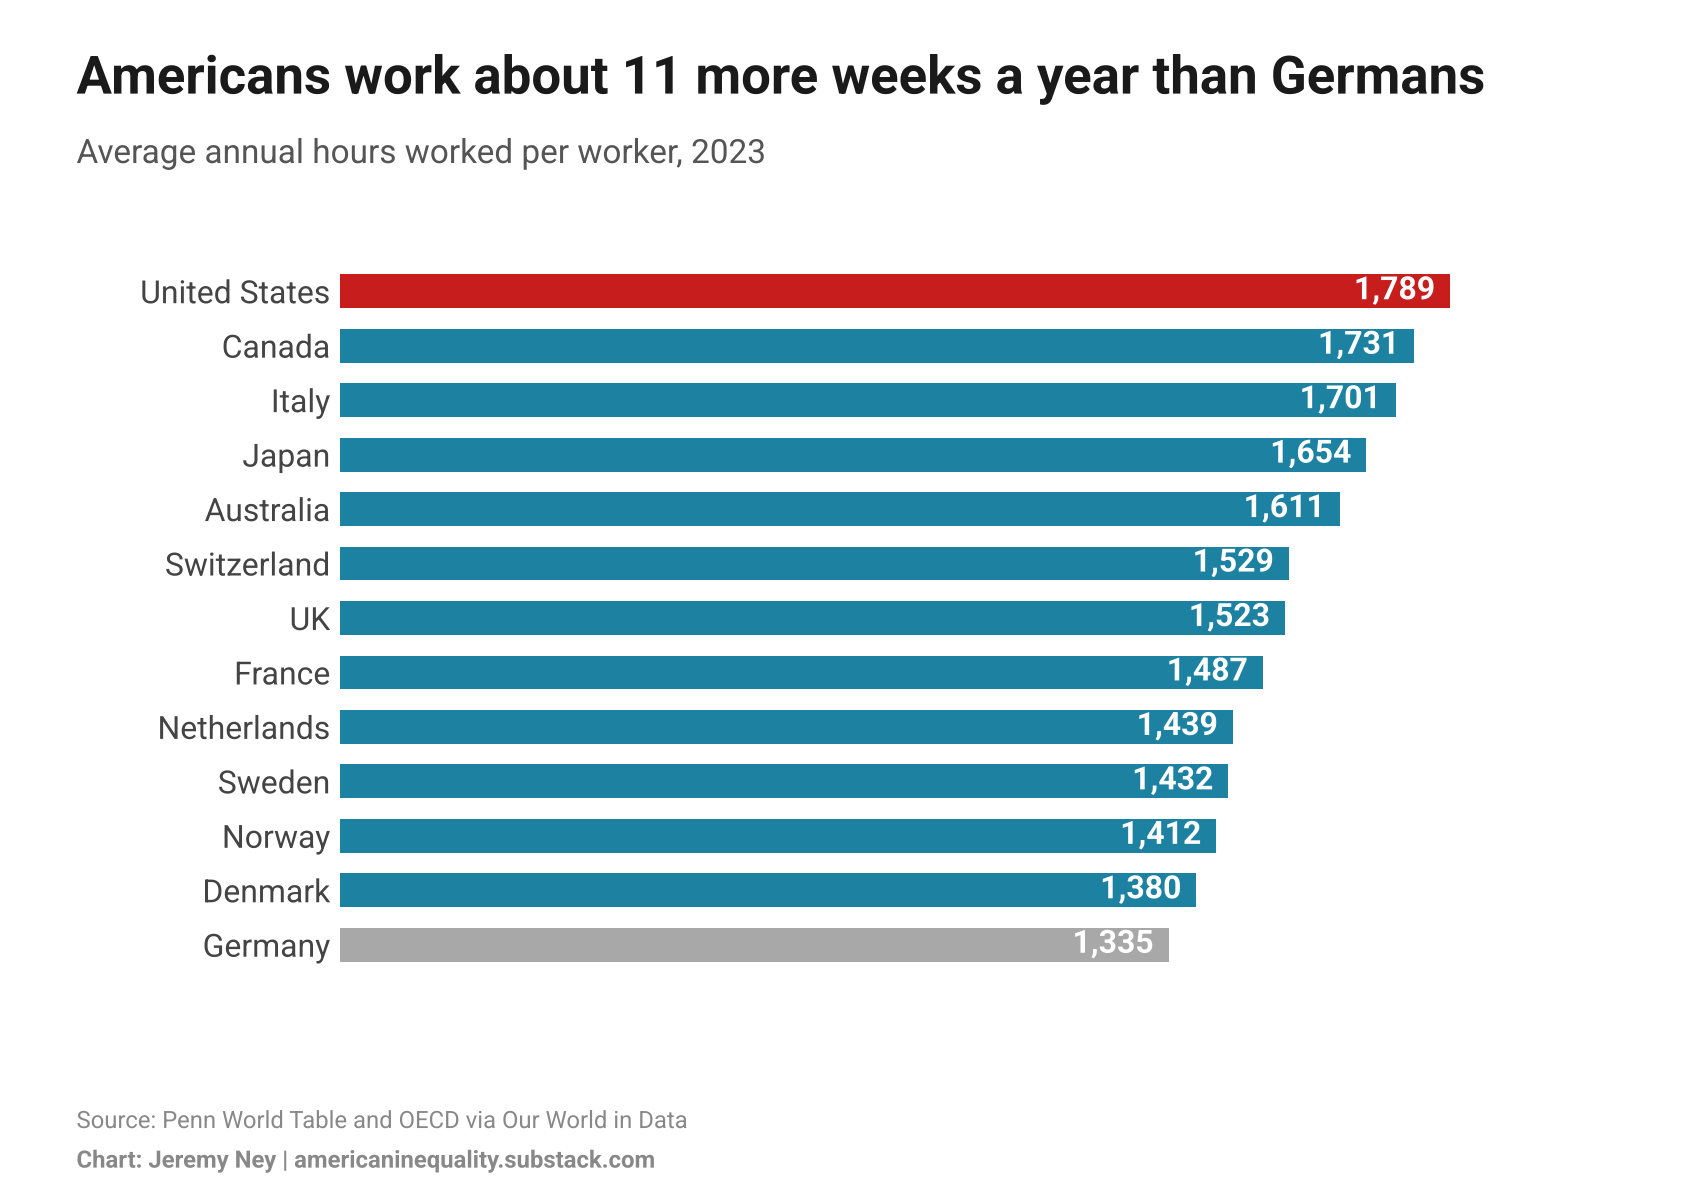 Americans work about 11 more weeks a year than Germans
Average annual hours worked per worker, 2023
United States 1,789
Canada 1,731
Italy 1,701
Japan 1,654
Australia 1,611
Switzerland 1,529
UK 1,523
France 1,487
Netherlands 1,439
Sweden 1,432
Norway 1,412
Denmark 1,380
Germany 1,335
Source: Penn World Table and OECD via Our World in Data
Chart: Jeremy Ney | americaninequality.substack.com